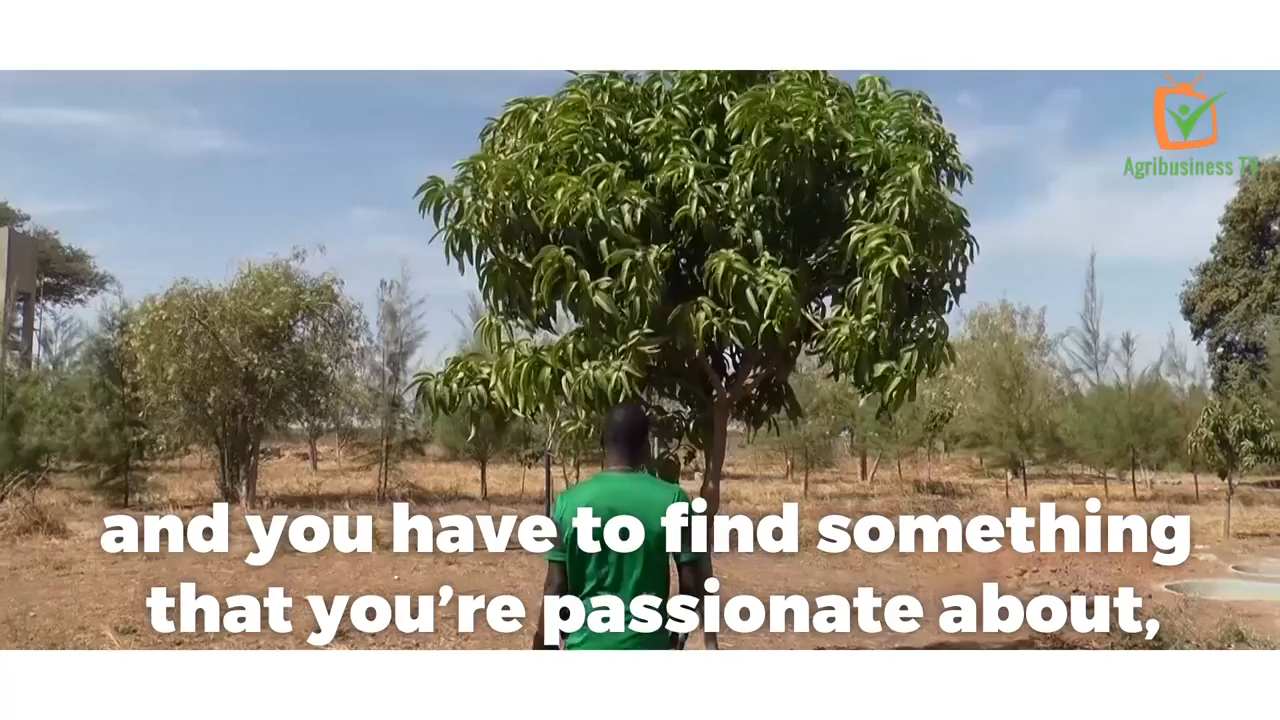 Agribusiness TV
and you have to find something
that you’re passionate about,